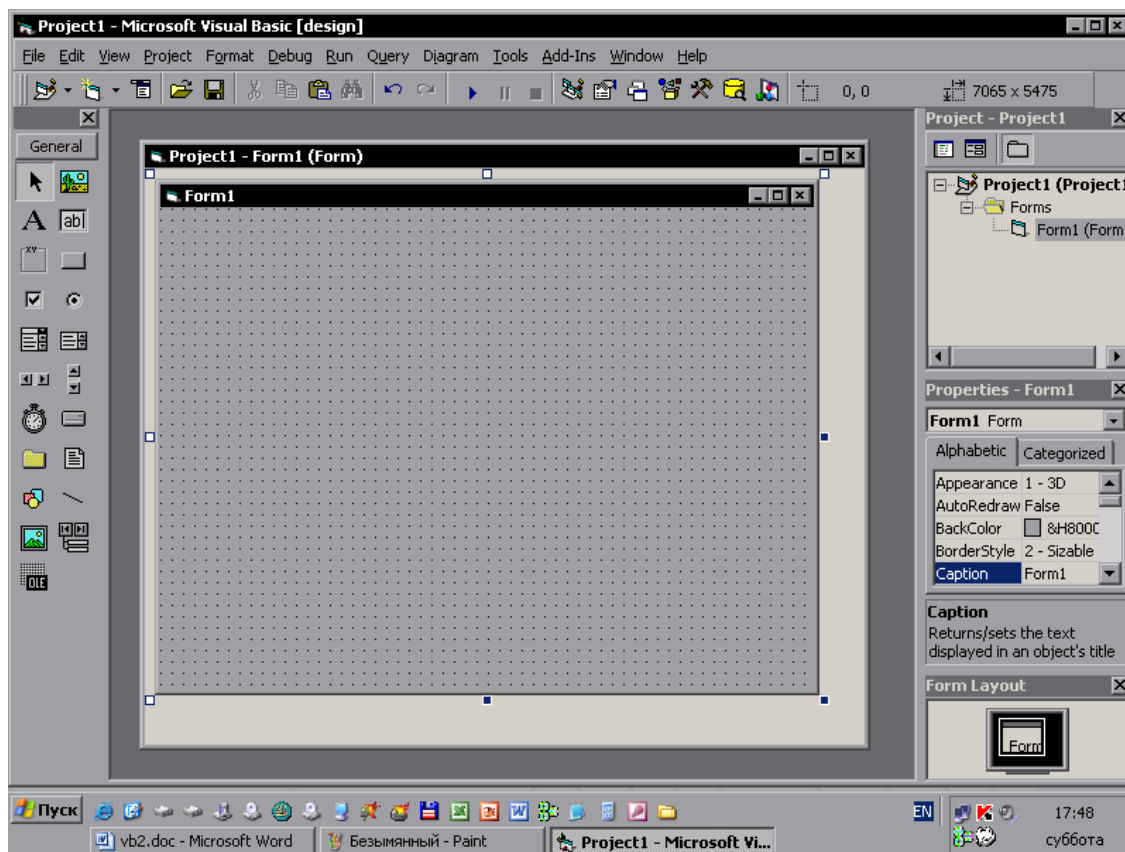 Project1 - Microsoft Visual Basic [design]
File Edit View Project Format Debug Run Query Diagram Tools Add-Ins Window Help
0, 0 7065 x 5475
General
A ab|
XY
OLE
Project1 - Form1 (Form)
Form1
Project - Project1
Project1 (Project1
Forms
Form1 (Form
Properties - Form1
Form1 Form
Alphabetic Categorized
Appearance 1 - 3D
AutoRedraw False
BackColor &H8000
BorderStyle 2 - Sizable
Caption Form1
Caption
Returns/sets the text
displayed in an object's title
Form Layout
Form
Пуск EN 17:48
vb2.doc - Microsoft Word Безымянный - Paint Project1 - Microsoft Vi... суббота